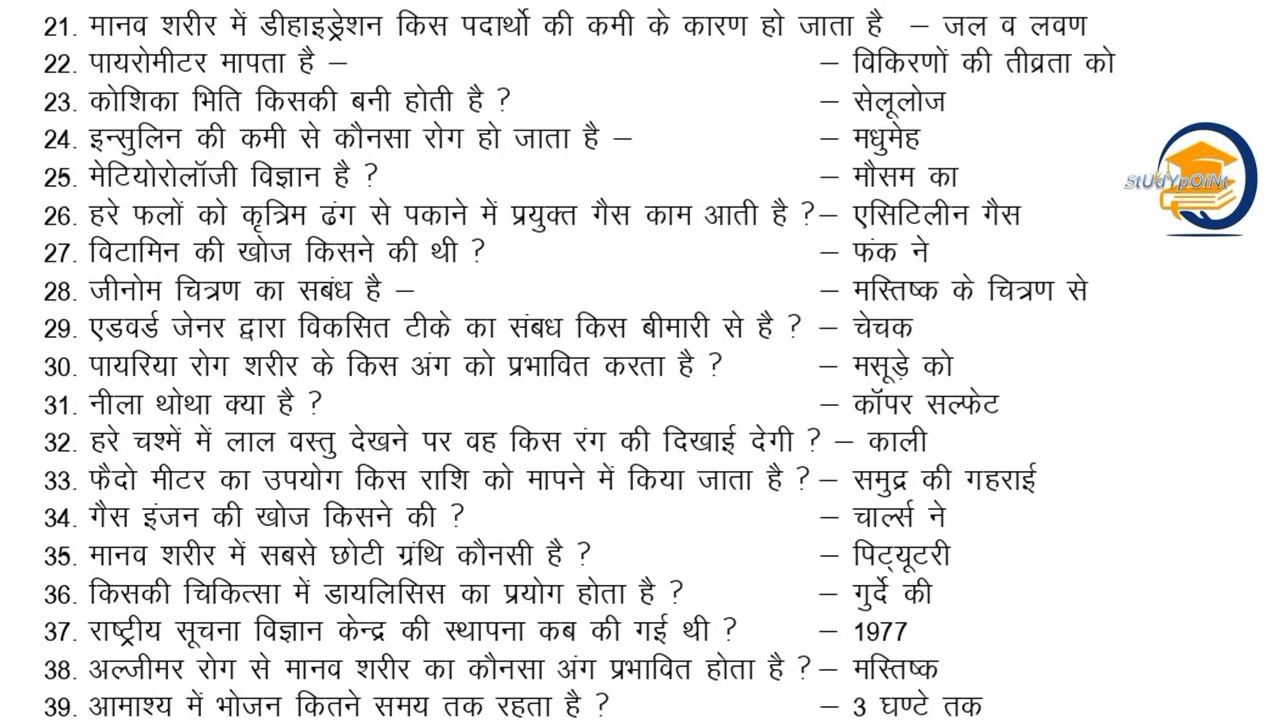 21. मानव शरीर में डीहाइड्रेशन किस पदार्थो की कमी के कारण हो जाता है – जल व लवण
22. पायरोमीटर मापता है – – विकिरणों की तीव्रता को
23. कोशिका भिति किसकी बनी होती है ? – सेलूलोज
24. इन्सुलिन की कमी से कौनसा रोग हो जाता है – – मधुमेह
25. मेटियोरोलॉजी विज्ञान है ? – मौसम का
26. हरे फलों को कृत्रिम ढंग से पकाने में प्रयुक्त गैस काम आती है ? – एसिटिलीन गैस
27. विटामिन की खोज किसने की थी ? – फंक ने
28. जीनोम चित्रण का सबंध है – – मस्तिष्क के चित्रण से
29. एडवर्ड जेनर द्वारा विकसित टीके का संबध किस बीमारी से है ? – चेचक
30. पायरिया रोग शरीर के किस अंग को प्रभावित करता है ? – मसूड़े को
31. नीला थोथा क्या है ? – कॉपर सल्फेट
32. हरे चश्में में लाल वस्तु देखने पर वह किस रंग की दिखाई देगी ? – काली
33. फैदो मीटर का उपयोग किस राशि को मापने में किया जाता है ? – समुद्र की गहराई
34. गैस इंजन की खोज किसने की ? – चार्ल्स ने
35. मानव शरीर में सबसे छोटी ग्रंथि कौनसी है ? – पिट्यूटरी
36. किसकी चिकित्सा में डायलिसिस का प्रयोग होता है ? – गुर्दे की
37. राष्ट्रीय सूचना विज्ञान केन्द्र की स्थापना कब की गई थी ? – 1977
38. अल्जीमर रोग से मानव शरीर का कौनसा अंग प्रभावित होता है ? – मस्तिष्क
39. आमाश्य में भोजन कितने समय तक रहता है ? – 3 घण्टे तक
StUdYpOiNt